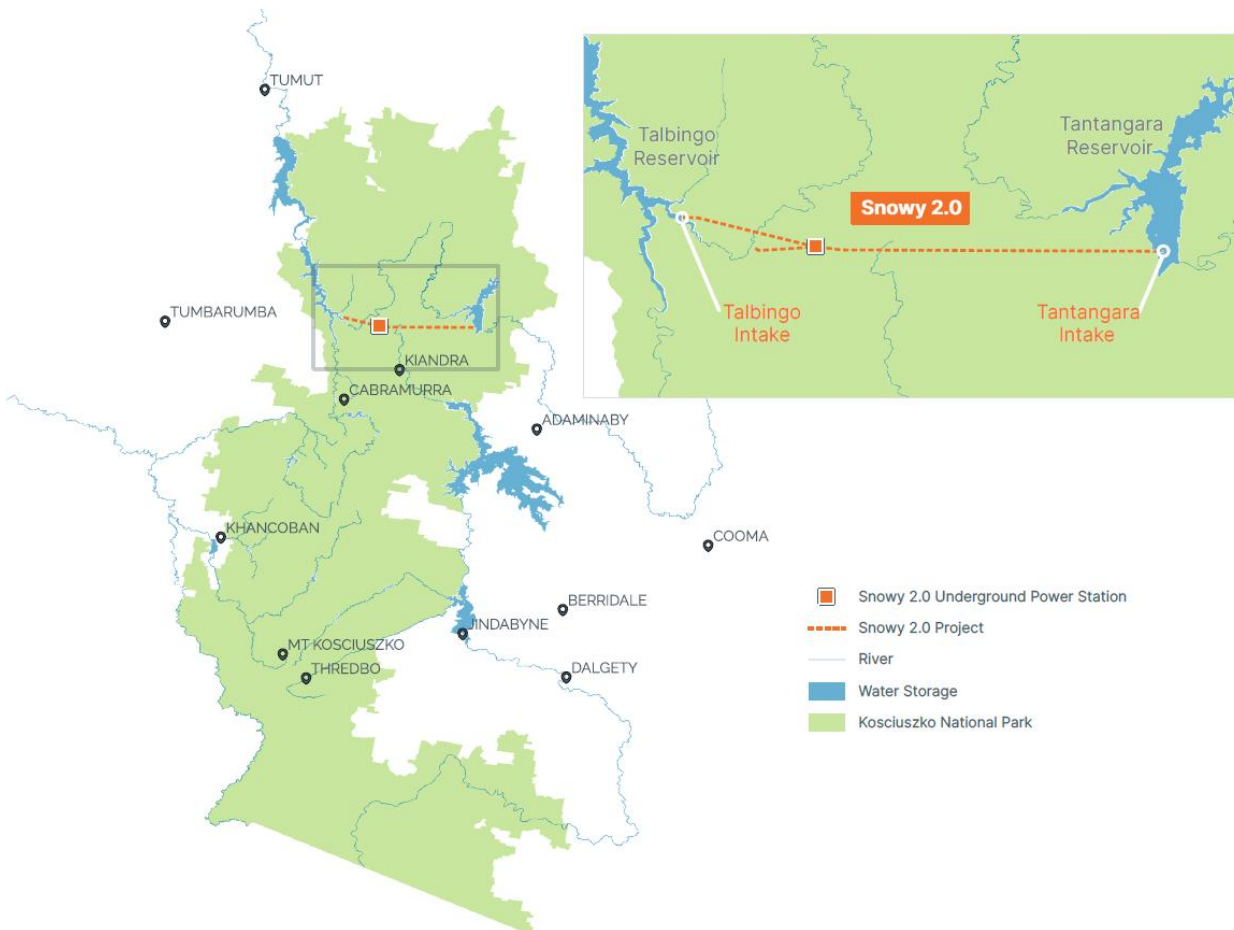 TUMUT
Talbingo
Reservoir
Tantangara
Reservoir
Snowy 2.0
Talbingo
Intake
Tantangara
Intake
TUMBARUMBA
KIANDRA
CABRAMURRA
ADAMINABY
KHANCOBAN
COOMA
BERRIDALE
JINDABYNE
MT KOSCIUSZKO
THREDBO
DALGETY
Snowy 2.0 Underground Power Station
Snowy 2.0 Project
River
Water Storage
Kosciuszko National Park